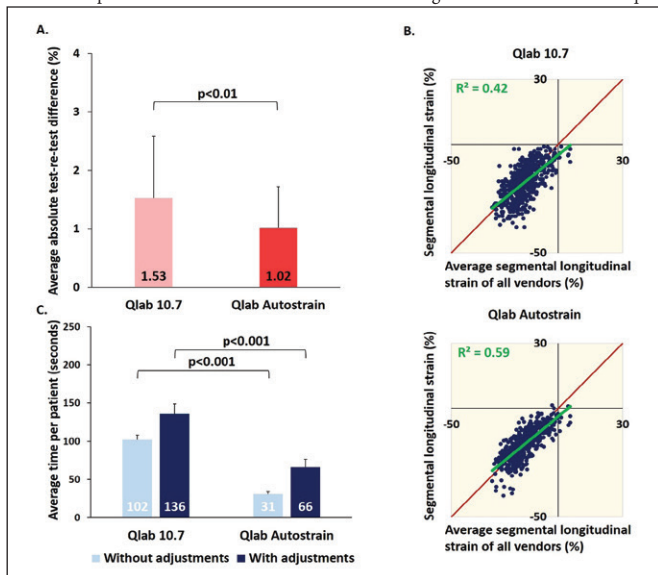 A.
Average absolute test-re-test difference (%)
4
3
2
1
0
p<0.01
1.53
1.02
Qlab 10.7
Qlab Autostrain
B.
Qlab 10.7
R² = 0.42
30
-50
30
-50
Segmental longitudinal strain (%)
Average segmental longitudinal
strain of all vendors (%)
C.
Average time per patient (seconds)
250
200
150
100
50
0
p<0.001
p<0.001
102
136
31
66
Qlab 10.7
Qlab Autostrain
Without adjustments
With adjustments
Qlab Autostrain
R² = 0.59
30
-50
30
-50
Segmental longitudinal strain (%)
Average segmental longitudinal
strain of all vendors (%)